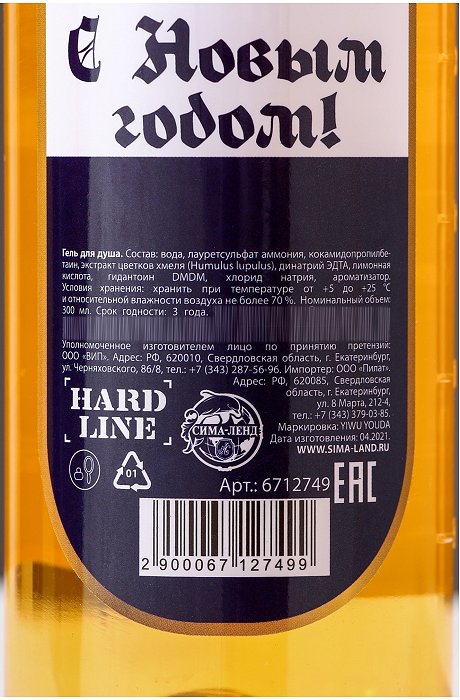 С Новым
годом!
Гель для душа. Состав: вода, лауретсульфат аммония, кокамидопропилбе-
таин, экстракт цветков хмеля (Humulus lupulus), динатрий ЭДТА, лимонная
кислота, гидантоин DMDM, хлорид натрия, ароматизатор.
Условия хранения: хранить при температуре от +5 до +25 °С
и относительной влажности воздуха не более 70 %. Номинальный объем:
300 мл. Срок годности: 3 года.
Уполномоченное изготовителем лицо по принятию претензии:
ООО «ВИП». Адрес: РФ, 620010, Свердловская область, г. Екатеринбург,
ул. Черняховского, 86/8, тел.: +7 (343) 287-56-96. Импортер: ООО "Пилат".
Адрес: РФ, 620085, Свердловская
область, г. Екатеринбург,
ул. 8 Марта, 212-4,
тел.: +7 (343) 379-03-85.
Маркировка: YIWU YOUDA
Дата изготовления: 04.2021.
WWW.SIMA-LAND.RU
HARD
LINE
СИМА-ЛЕНД
01
Арт.: 6712749
EAC
2 900067 127499